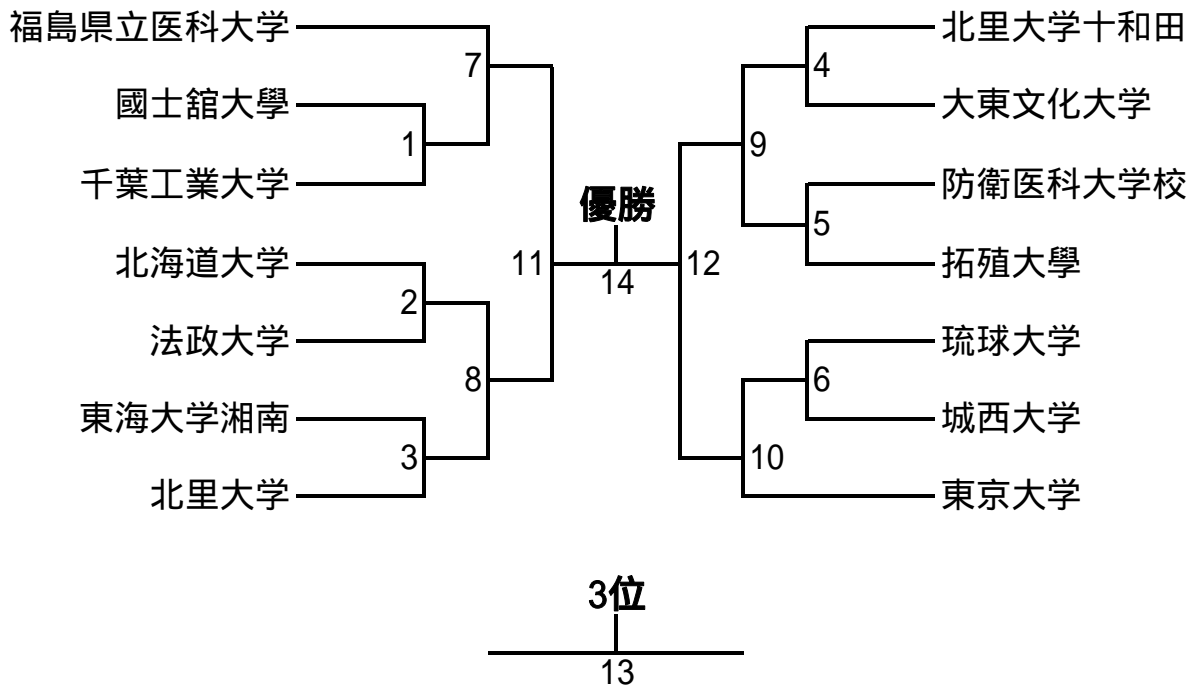 福島県立医科大学
7
國士舘大學
1
千葉工業大学
北海道大学
2
法政大学
8
東海大学湘南
3
北里大学
11
優勝
14
12
北里大学十和田
4
大東文化大学
9
防衛医科大学校
5
拓殖大學
琉球大学
6
城西大学
10
東京大学
3位
13